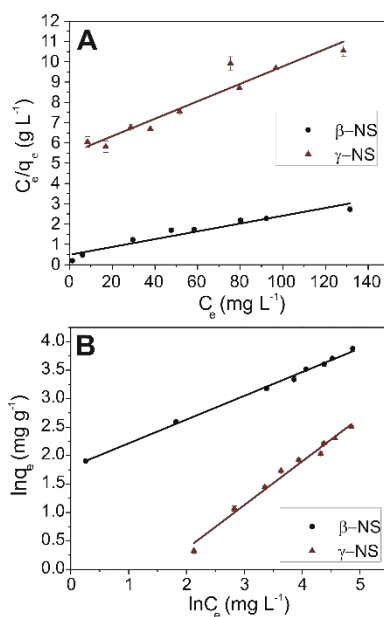 A
12
11
10
9
8
7
6
5
4
3
2
1
0
Cₑ/qₑ (g L⁻¹)
β−NS
γ−NS
0 20 40 60 80 100 120 140
Cₑ (mg L⁻¹)
B
4.0
3.5
3.0
2.5
2.0
1.5
1.0
0.5
0.0
lnqₑ (mg g⁻¹)
β−NS
γ−NS
0 1 2 3 4 5
lnCₑ (mg L⁻¹)